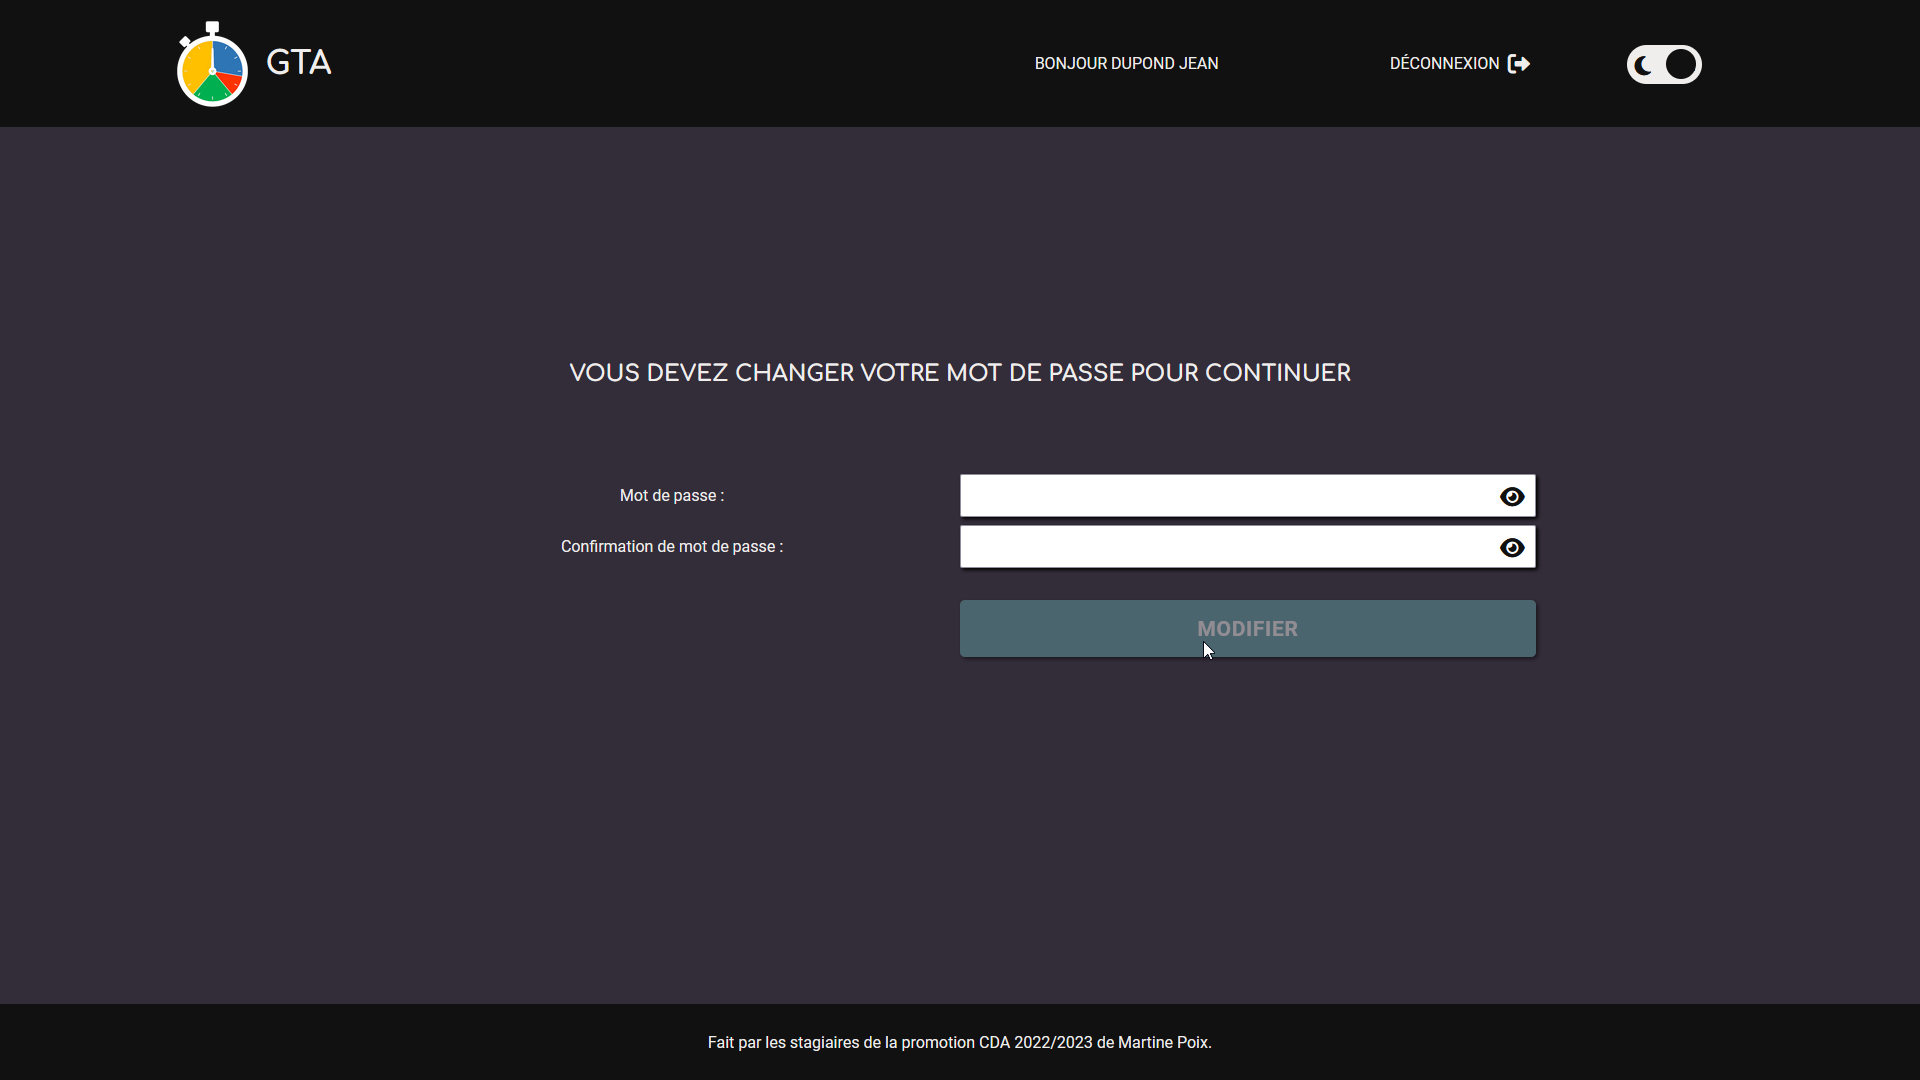 GTA
BONJOUR DUPOND JEAN
DÉCONNEXION
VOUS DEVEZ CHANGER VOTRE MOT DE PASSE POUR CONTINUER
Mot de passe :
Confirmation de mot de passe :
MODIFIER
Fait par les stagiaires de la promotion CDA 2022/2023 de Martine Poix.